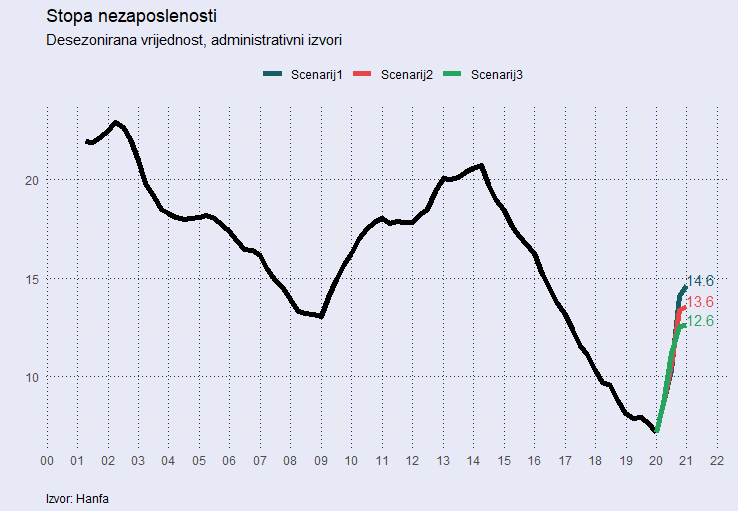 Stopa nezaposlenosti
Desezonirana vrijednost, administrativni izvori
Scenarij1 Scenarij2 Scenarij3
20
15
10
14.6
13.6
12.6
00 01 02 03 04 05 06 07 08 09 10 11 12 13 14 15 16 17 18 19 20 21 22
Izvor: Hanfa